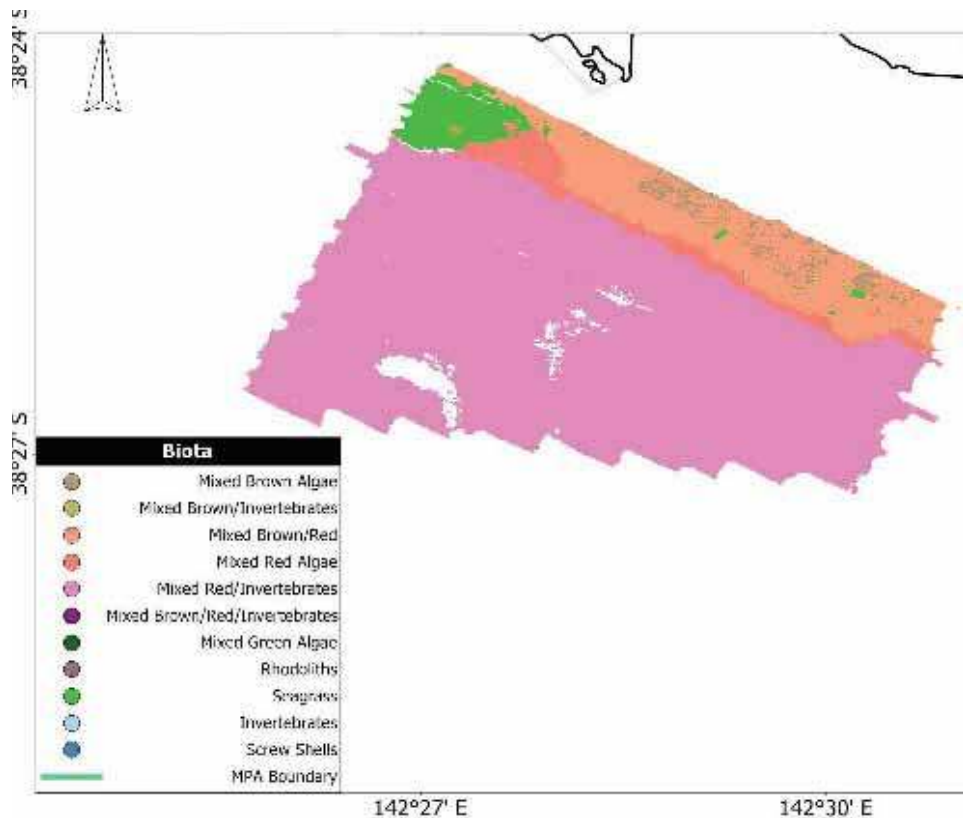 38°24' S
38°27' S
Biota
Mixed Brown Algae
Mixed Brown/Invertebrates
Mixed Brown/Red
Mixed Red Algae
Mixed Red/Invertebrates
Mixed Brown/Red/Invertebrates
Mixed Green Algae
Rhodoliths
Seagrass
Invertebrates
Screw Shells
MPA Boundary
142°27' E
142°30' E